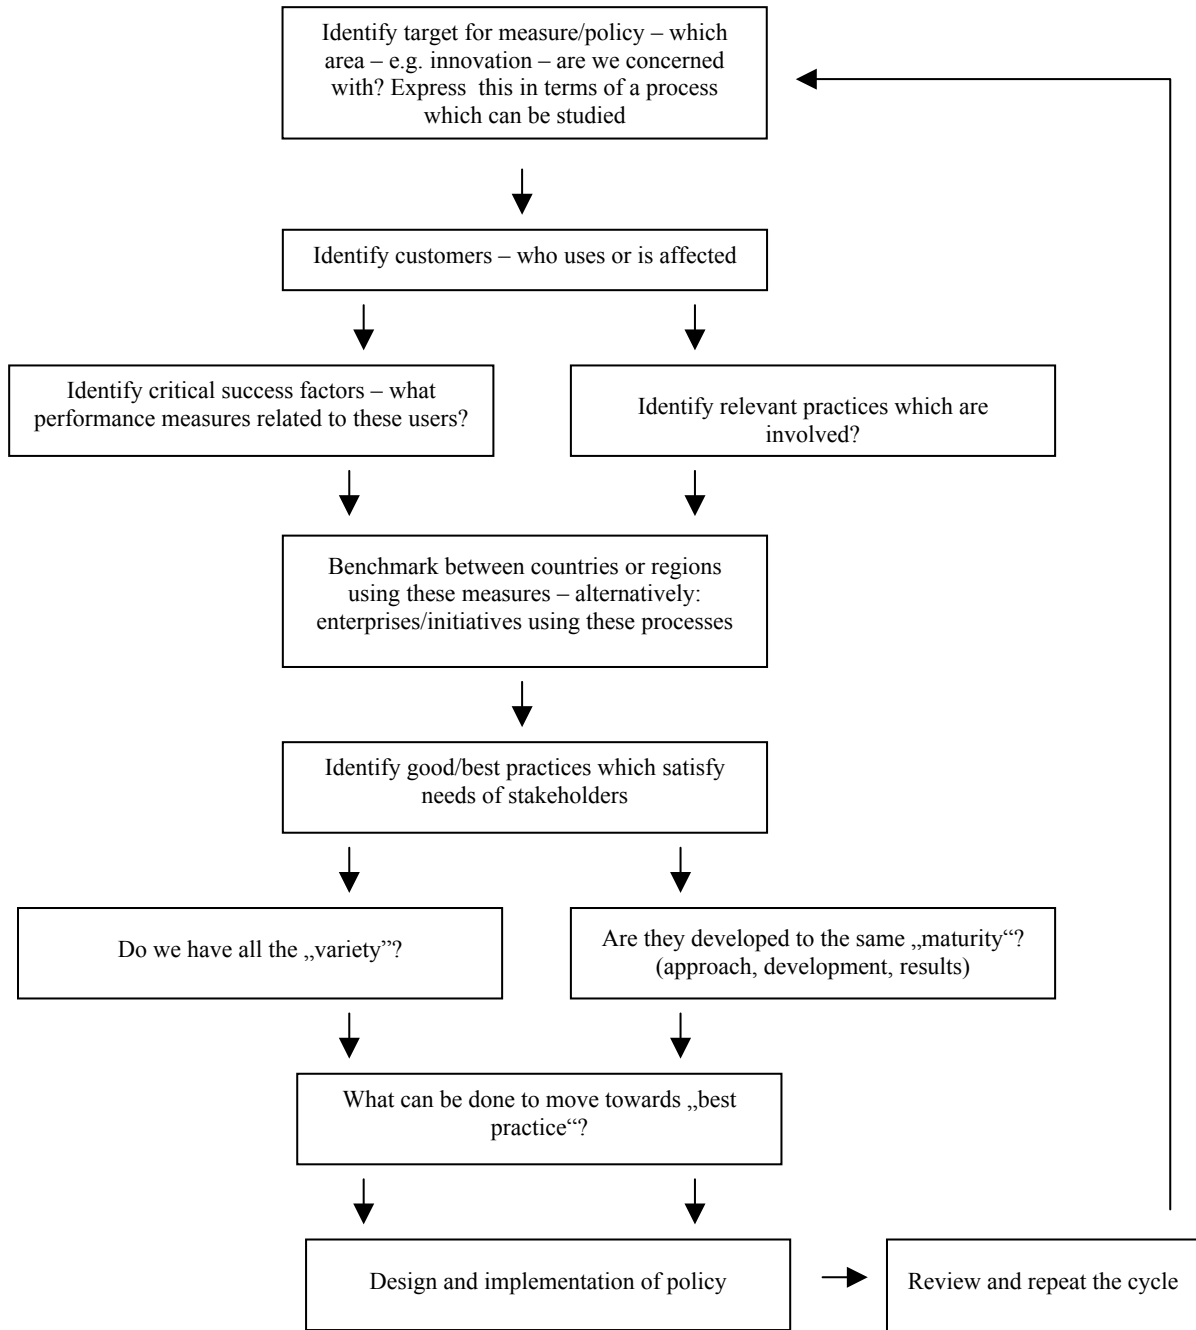 Identify target for measure/policy – which
area – e.g. innovation – are we concerned
with? Express  this in terms of a process
which can be studied
Identify customers – who uses or is affected
Identify critical success factors – what
performance measures related to these users?
Identify relevant practices which are
involved?
Benchmark between countries or regions
using these measures – alternatively:
enterprises/initiatives using these processes
Identify good/best practices which satisfy
needs of stakeholders
Do we have all the „variety”?
Are they developed to the same „maturity“?
(approach, development, results)
What can be done to move towards „best
practice“?
Design and implementation of policy
Review and repeat the cycle